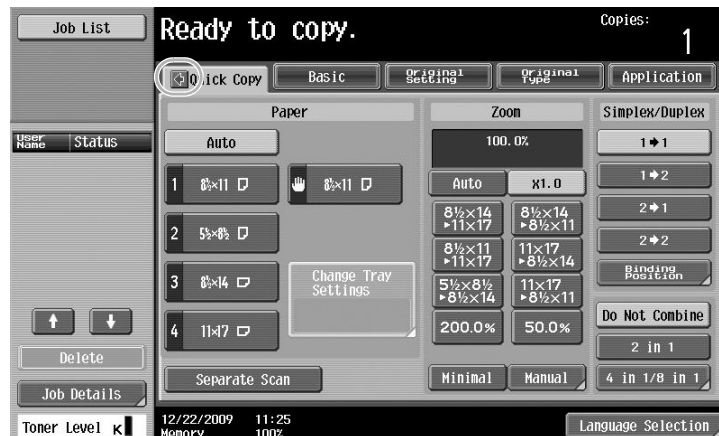 Job List
Ready to copy.
Copies:
1
Quick Copy
Basic
Original Setting
Original Type
Application
Paper
Zoom
Simplex/Duplex
User Name
Status
Auto
100.0%
1→1
1 8½×11
8½×11
Auto
x1.0
1→2
2 5½×8½
8½×14 ▸11×17
8½×14 ▸8½×11
2→1
8½×11 ▸11×17
11×17 ▸8½×14
2→2
3 8½×14
Change Tray Settings
5½×8½ ▸8½×14
11×17 ▸8½×11
Binding Position
4 11×17
200.0%
50.0%
Do Not Combine
Delete
2 in 1
Separate Scan
Minimal
Manual
4 in 1/8 in 1
Job Details
Toner Level K
12/22/2009 11:25
Memory 100%
Language Selection